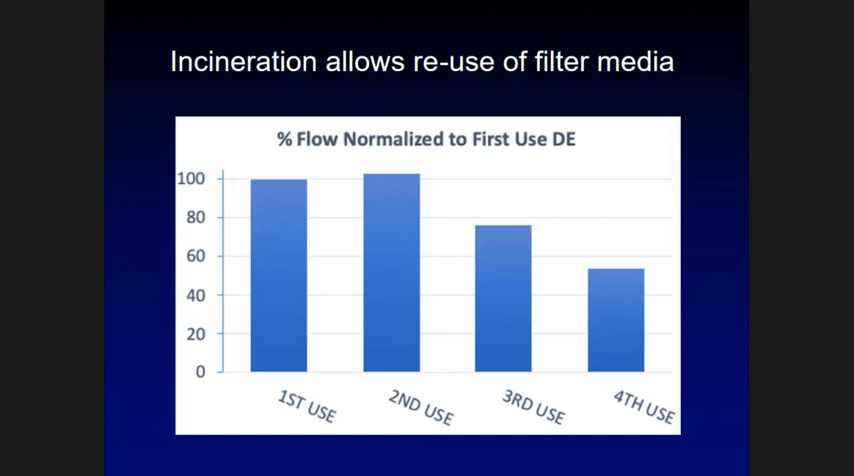 Incineration allows re-use of filter media
% Flow Normalized to First Use DE
100
80
60
40
20
0
1ST USE
2ND USE
3RD USE
4TH USE